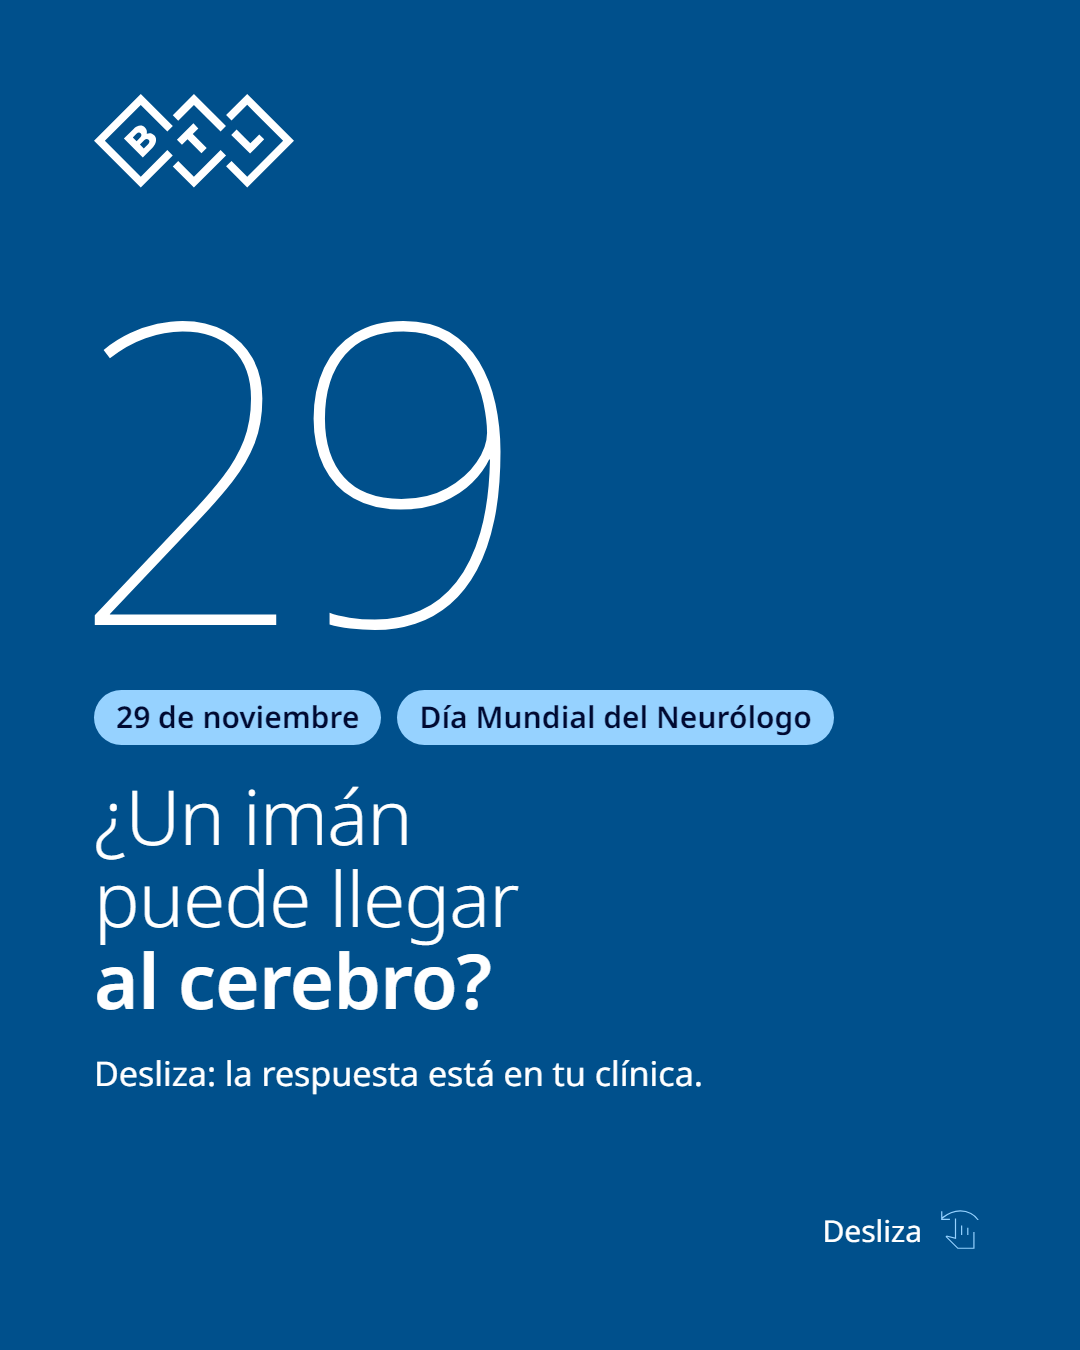 BTL
29
29 de noviembre
Día Mundial del Neurólogo
¿Un imán
puede llegar
al cerebro?
Desliza: la respuesta está en tu clínica.
Desliza